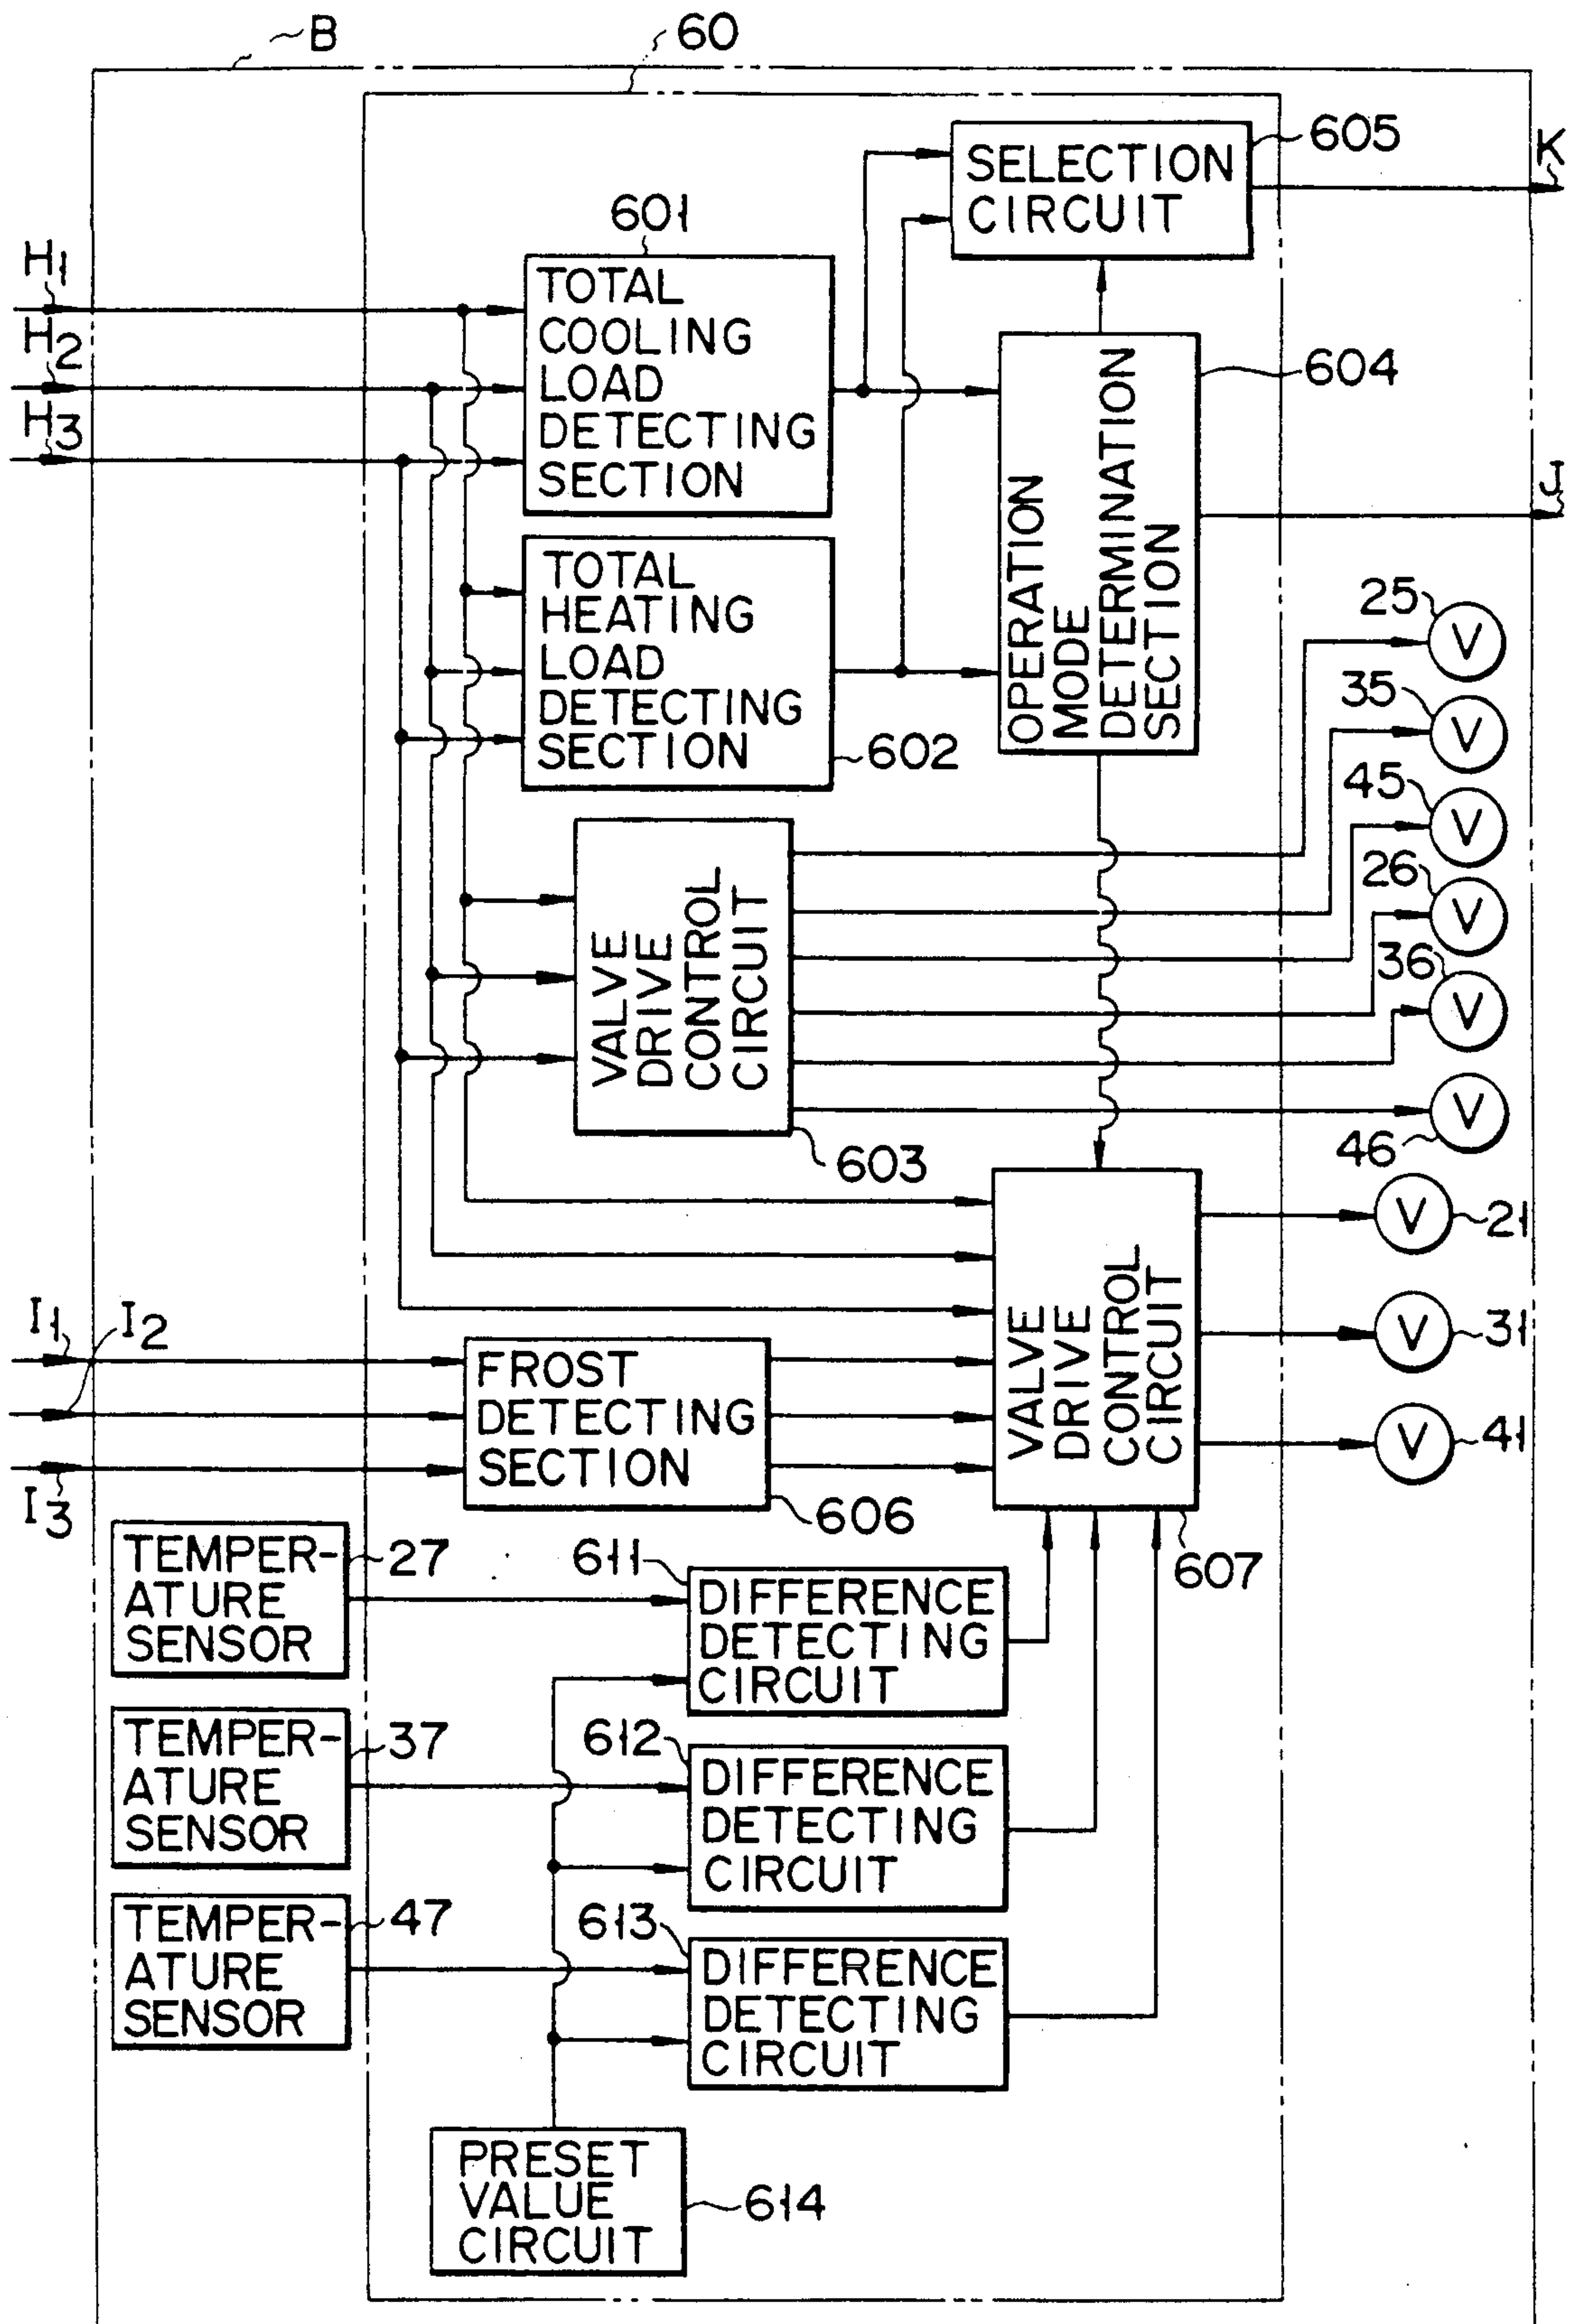 B
60
SELECTION
CIRCUIT
605
K
601
H1
TOTAL
COOLING
LOAD
DETECTING
SECTION
H2
H3
604
OPERATION
MODE
DETERMINATION
SECTION
J
TOTAL
HEATING
LOAD
DETECTING
SECTION
602
25
V
35
V
45
V
26
V
36
V
46
V
VALVE
DRIVE
CONTROL
CIRCUIT
603
21
V
31
V
41
V
VALVE
DRIVE
CONTROL
CIRCUIT
607
I1
I2
I3
FROST
DETECTING
SECTION
606
TEMPER-
ATURE
SENSOR
27
611
DIFFERENCE
DETECTING
CIRCUIT
TEMPER-
ATURE
SENSOR
37
612
DIFFERENCE
DETECTING
CIRCUIT
TEMPER-
ATURE
SENSOR
47
613
DIFFERENCE
DETECTING
CIRCUIT
PRESET
VALUE
CIRCUIT
614